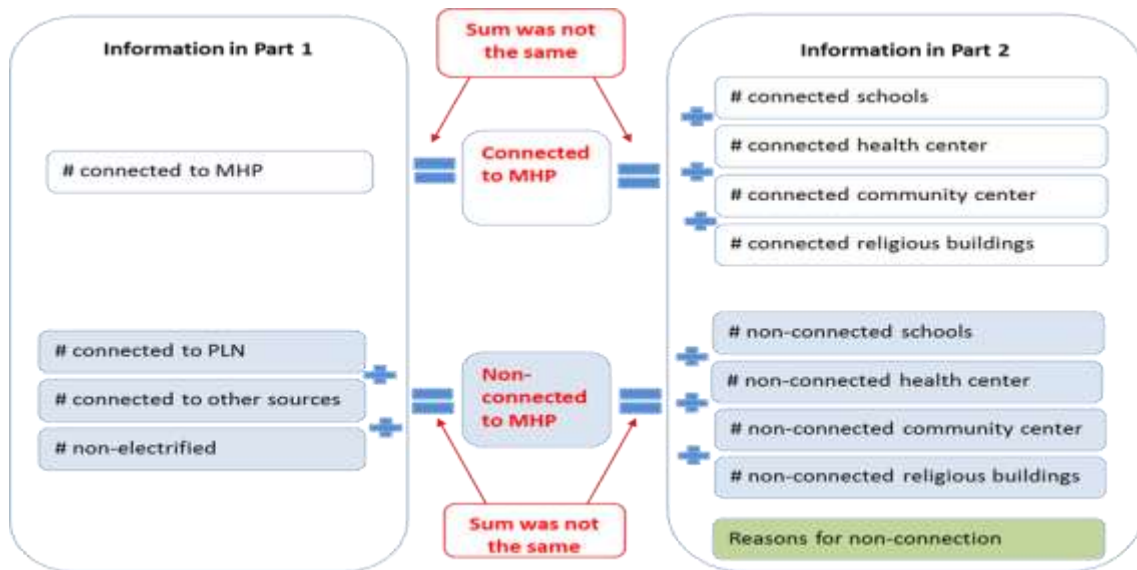 Information in Part 1
# connected to MHP
# connected to PLN
# connected to other sources
# non-electrified
Sum was not
the same
Connected
to MHP
Non-
connected
to MHP
Sum was not
the same
Information in Part 2
# connected schools
# connected health center
# connected community center
# connected religious buildings
# non-connected schools
# non-connected health center
# non-connected community center
# non-connected religious buildings
Reasons for non-connection